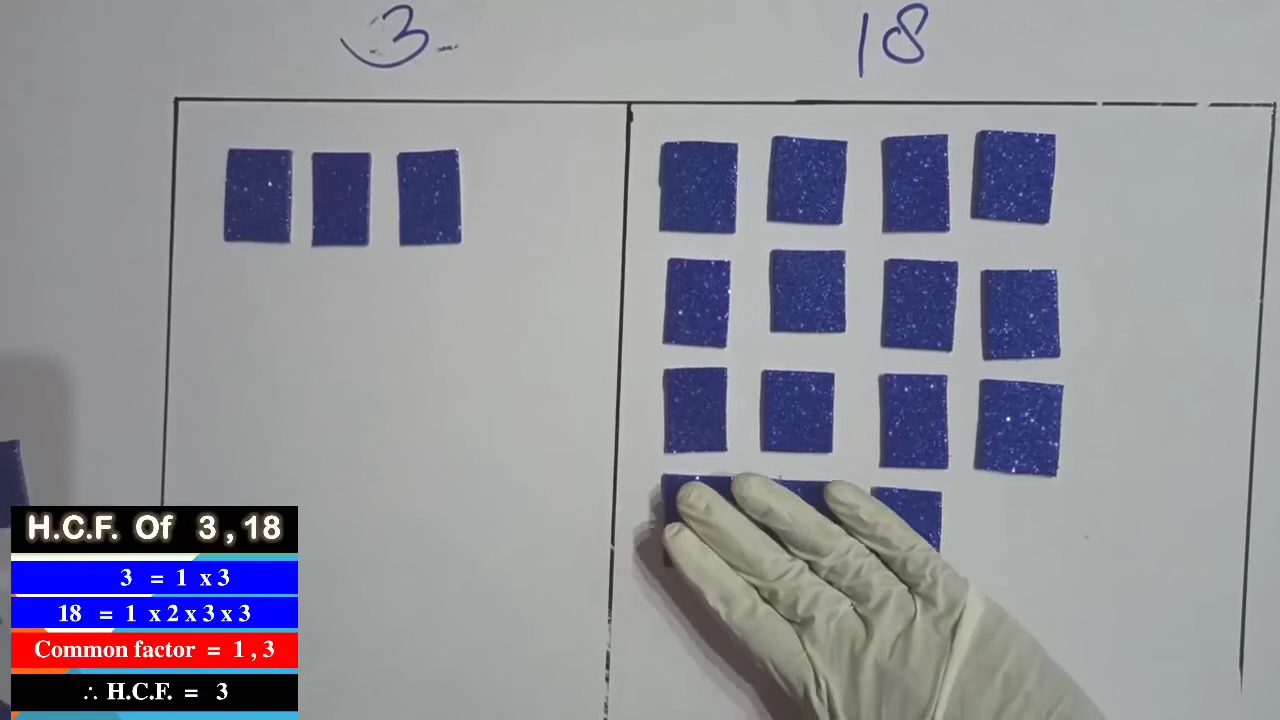 3 18
H.C.F. Of 3 , 18
3 = 1 x 3
18 = 1 x 2 x 3 x 3
Common factor = 1 , 3
∴ H.C.F. = 3